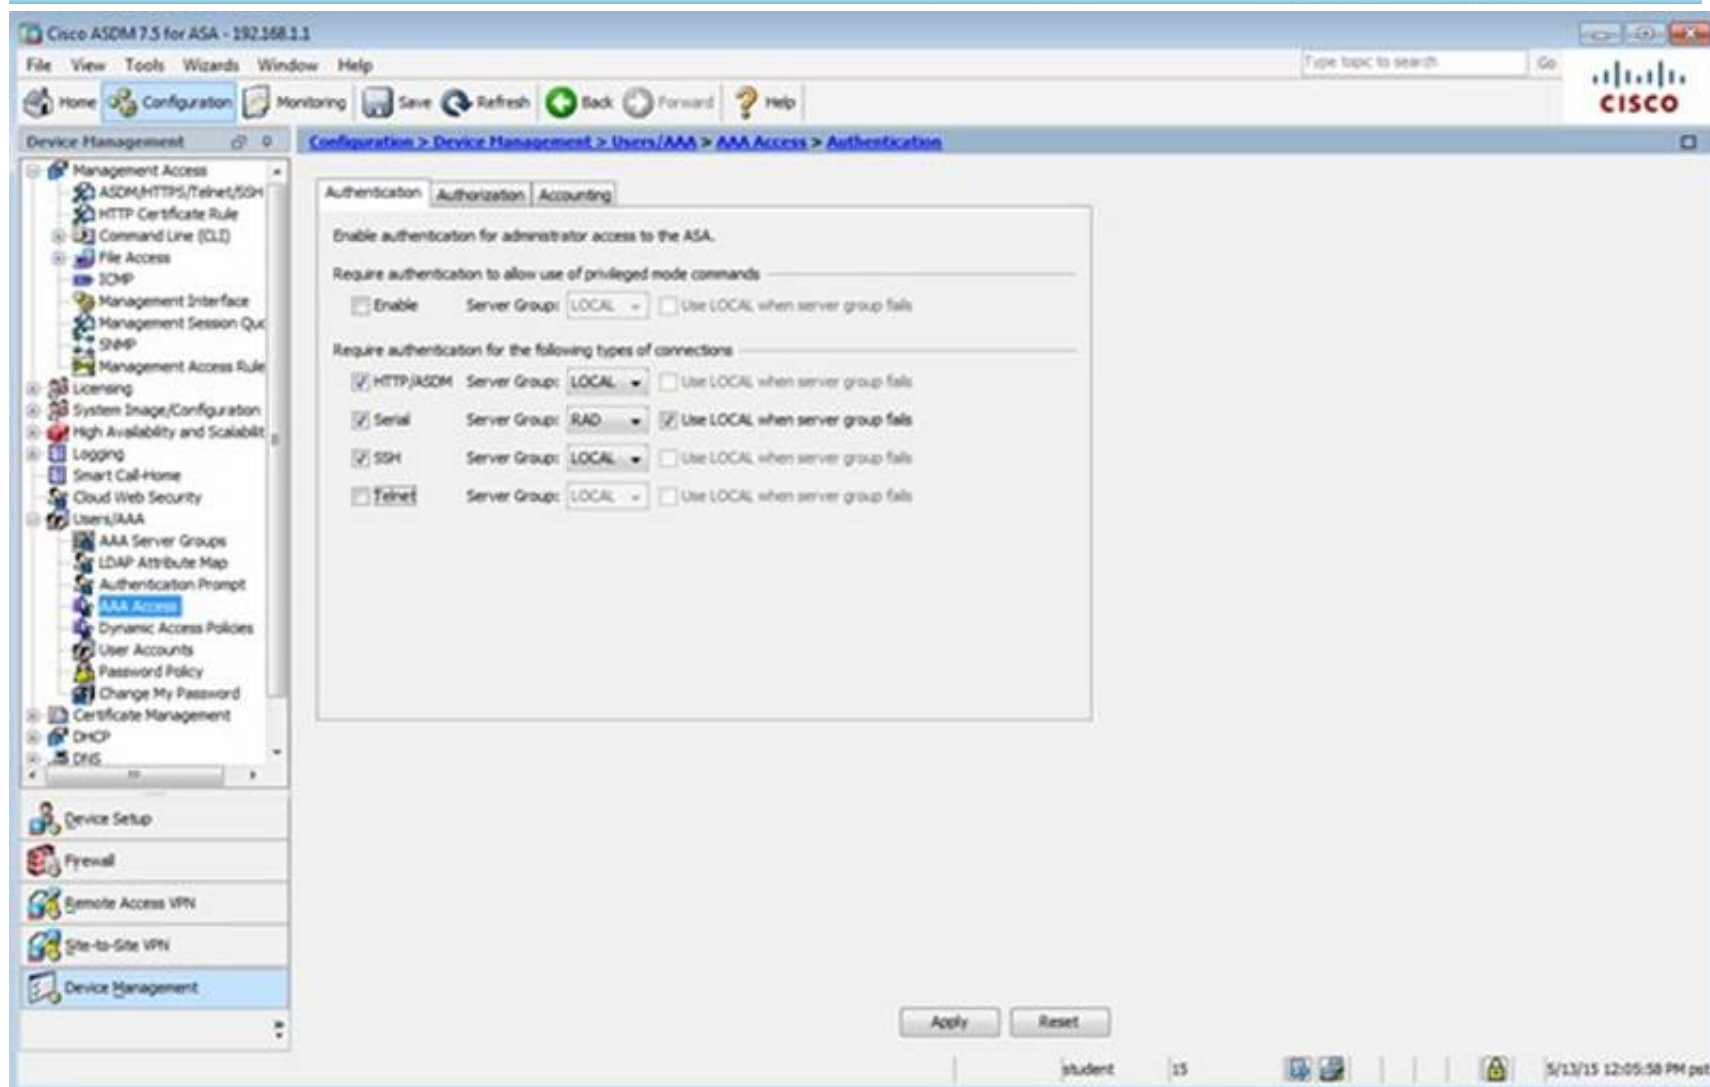 Cisco ASDM 7.5 for ASA - 192.168.1.1
File View Tools Wizards Window Help
Type topic to search Go
Home Configuration Monitoring Save Refresh Back Forward Help
CISCO
Device Management
Configuration > Device Management > Users/AAA > AAA Access > Authentication
Management Access
ASDM/HTTPS/Telnet/SSH
HTTP Certificate Rule
Command Line (CLI)
File Access
ICMP
Management Interface
Management Session Quo
SNMP
Management Access Rule
Licensing
System Image/Configuration
High Availability and Scalabilit
Logging
Smart Call-Home
Cloud Web Security
Users/AAA
AAA Server Groups
LDAP Attribute Map
Authentication Prompt
AAA Access
Dynamic Access Policies
User Accounts
Password Policy
Change My Password
Certificate Management
DHCP
DNS
Device Setup
Firewall
Remote Access VPN
Site-to-Site VPN
Device Management
Authentication Authorization Accounting
Enable authentication for administrator access to the ASA.
Require authentication to allow use of privileged mode commands
Enable Server Group: LOCAL Use LOCAL when server group fails
Require authentication for the following types of connections
HTTP/ASDM Server Group: LOCAL Use LOCAL when server group fails
Serial Server Group: RAD Use LOCAL when server group fails
SSH Server Group: LOCAL Use LOCAL when server group fails
Telnet Server Group: LOCAL Use LOCAL when server group fails
Apply Reset
student 15 5/13/15 12:05:58 PM pst